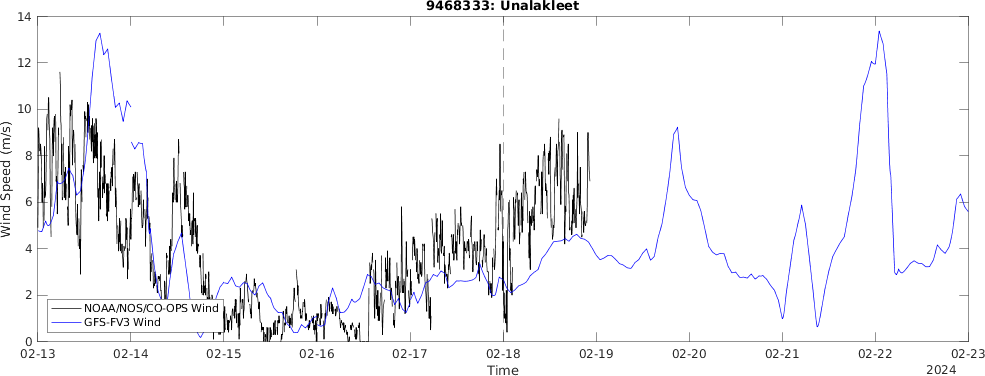 9468333: Unalakleet
Wind Speed (m/s)
14
12
10
8
6
4
2
0
NOAA/NOS/CO-OPS Wind
GFS-FV3 Wind
02-13 02-14 02-15 02-16 02-17 02-18 02-19 02-20 02-21 02-22 02-23
Time
2024